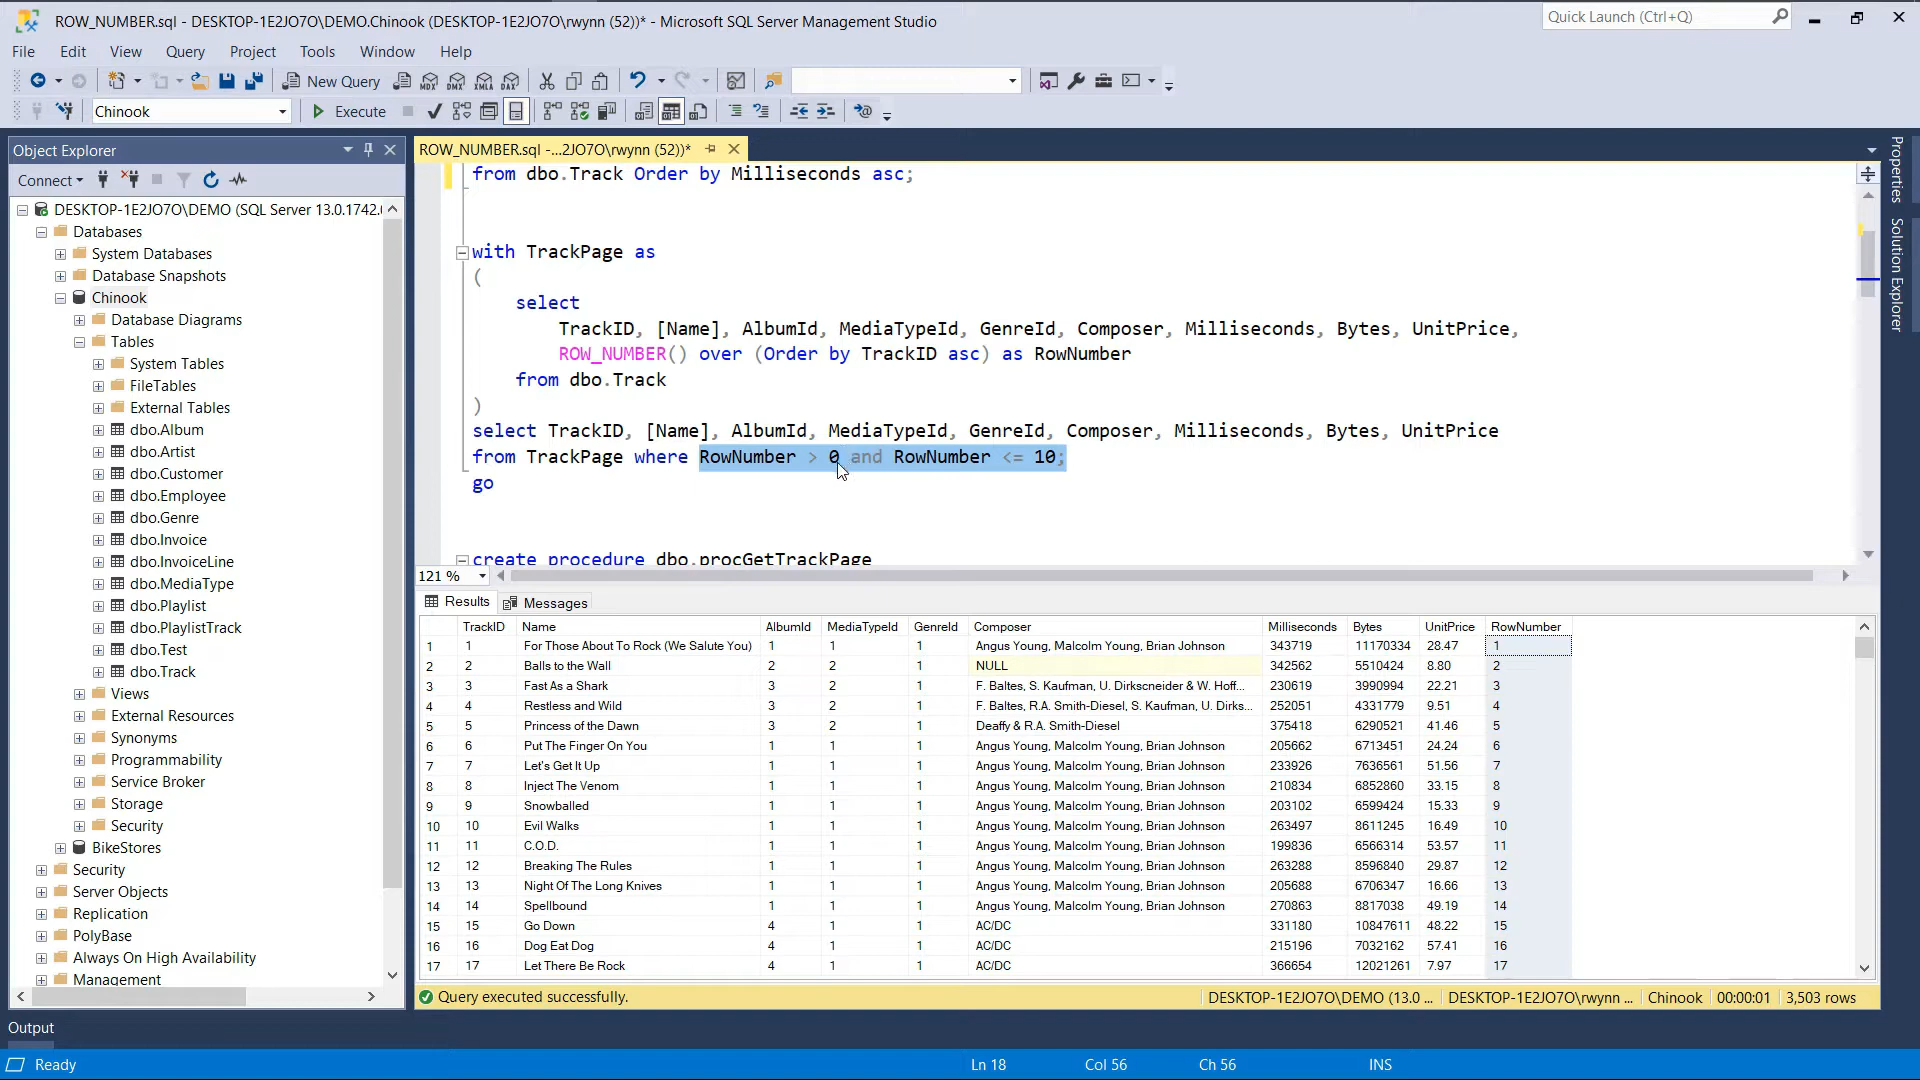 ROW_NUMBER.sql - DESKTOP-1E2JO7O\DEMO.Chinook (DESKTOP-1E2JO7O\rwynn (52))* - Microsoft SQL Server Management Studio
Quick Launch (Ctrl+Q)
File Edit View Query Project Tools Window Help
New Query
MDX DMX XMLA DAX
Chinook
Execute
Object Explorer
Connect
DESKTOP-1E2JO7O\DEMO (SQL Server 13.0.1742.
Databases
System Databases
Database Snapshots
Chinook
Database Diagrams
Tables
System Tables
FileTables
External Tables
dbo.Album
dbo.Artist
dbo.Customer
dbo.Employee
dbo.Genre
dbo.Invoice
dbo.InvoiceLine
dbo.MediaType
dbo.Playlist
dbo.PlaylistTrack
dbo.Test
dbo.Track
Views
External Resources
Synonyms
Programmability
Service Broker
Storage
Security
BikeStores
Security
Server Objects
Replication
PolyBase
Always On High Availability
Management
ROW_NUMBER.sql -...2JO7O\rwynn (52))*
from dbo.Track Order by Milliseconds asc;
with TrackPage as
(
select
TrackID, [Name], AlbumId, MediaTypeId, GenreId, Composer, Milliseconds, Bytes, UnitPrice,
ROW_NUMBER() over (Order by TrackID asc) as RowNumber
from dbo.Track
)
select TrackID, [Name], AlbumId, MediaTypeId, GenreId, Composer, Milliseconds, Bytes, UnitPrice
from TrackPage where RowNumber > 0 and RowNumber <= 10;
go
create procedure dbo.procGetTrackPage
121 %
Results Messages
TrackID Name AlbumId MediaTypeId GenreId Composer Milliseconds Bytes UnitPrice RowNumber
1 1 For Those About To Rock (We Salute You) 1 1 1 Angus Young, Malcolm Young, Brian Johnson 343719 11170334 28.47 1
2 2 Balls to the Wall 2 2 1 NULL 342562 5510424 8.80 2
3 3 Fast As a Shark 3 2 1 F. Baltes, S. Kaufman, U. Dirkscneider & W. Hoff... 230619 3990994 22.21 3
4 4 Restless and Wild 3 2 1 F. Baltes, R.A. Smith-Diesel, S. Kaufman, U. Dirks... 252051 4331779 9.51 4
5 5 Princess of the Dawn 3 2 1 Deaffy & R.A. Smith-Diesel 375418 6290521 41.46 5
6 6 Put The Finger On You 1 1 1 Angus Young, Malcolm Young, Brian Johnson 205662 6713451 24.24 6
7 7 Let's Get It Up 1 1 1 Angus Young, Malcolm Young, Brian Johnson 233926 7636561 51.56 7
8 8 Inject The Venom 1 1 1 Angus Young, Malcolm Young, Brian Johnson 210834 6852860 33.15 8
9 9 Snowballed 1 1 1 Angus Young, Malcolm Young, Brian Johnson 203102 6599424 15.33 9
10 10 Evil Walks 1 1 1 Angus Young, Malcolm Young, Brian Johnson 263497 8611245 16.49 10
11 11 C.O.D. 1 1 1 Angus Young, Malcolm Young, Brian Johnson 199836 6566314 53.57 11
12 12 Breaking The Rules 1 1 1 Angus Young, Malcolm Young, Brian Johnson 263288 8596840 29.87 12
13 13 Night Of The Long Knives 1 1 1 Angus Young, Malcolm Young, Brian Johnson 205688 6706347 16.66 13
14 14 Spellbound 1 1 1 Angus Young, Malcolm Young, Brian Johnson 270863 8817038 49.19 14
15 15 Go Down 4 1 1 AC/DC 331180 10847611 48.22 15
16 16 Dog Eat Dog 4 1 1 AC/DC 215196 7032162 57.41 16
17 17 Let There Be Rock 4 1 1 AC/DC 366654 12021261 7.97 17
Query executed successfully. DESKTOP-1E2JO7O\DEMO (13.0 ... DESKTOP-1E2JO7O\rwynn ... Chinook 00:00:01 3,503 rows
Properties
Solution Explorer
Output
Ready Ln 18 Col 56 Ch 56 INS